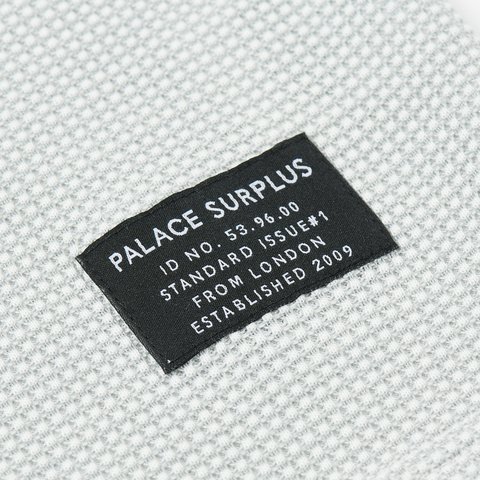 PALACE SURPLUS
ID NO. 53.96.00
STANDARD ISSUE#1
FROM LONDON
ESTABLISHED 2009